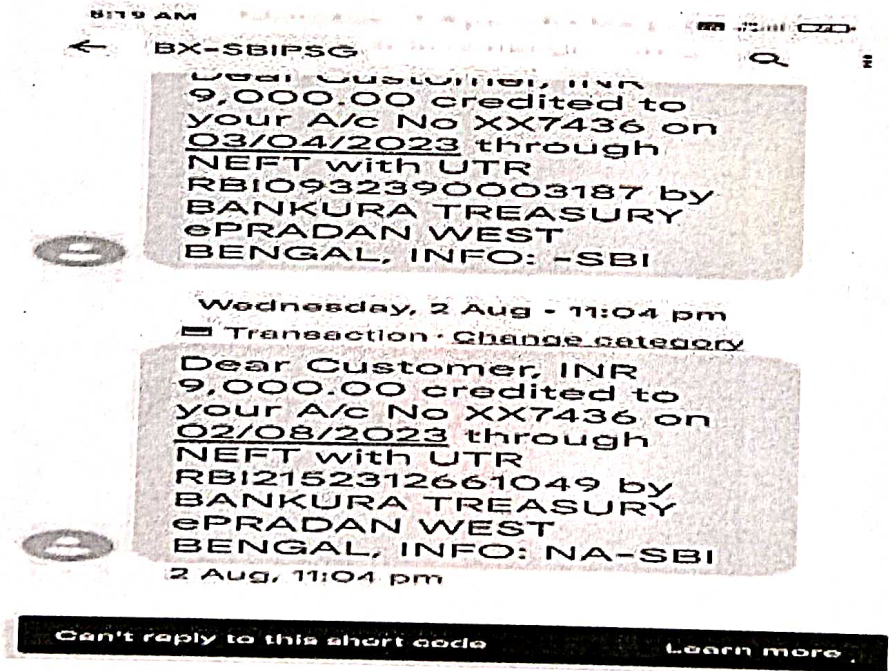 8:19 AM
BX-SBIPSG
Dear Customer, INR
9,000.00 credited to
your A/c No XX7436 on
03/04/2023 through
NEFT with UTR
RBI0932390003187 by
BANKURA TREASURY
ePRADAN WEST
BENGAL, INFO: -SBI
Wednesday, 2 Aug - 11:04 pm
Transaction · Change category
Dear Customer, INR
9,000.00 credited to
your A/c No XX7436 on
02/08/2023 through
NEFT with UTR
RBI2152312661049 by
BANKURA TREASURY
ePRADAN WEST
BENGAL, INFO: NA-SBI
2 Aug, 11:04 pm
Can't reply to this short code
Learn more